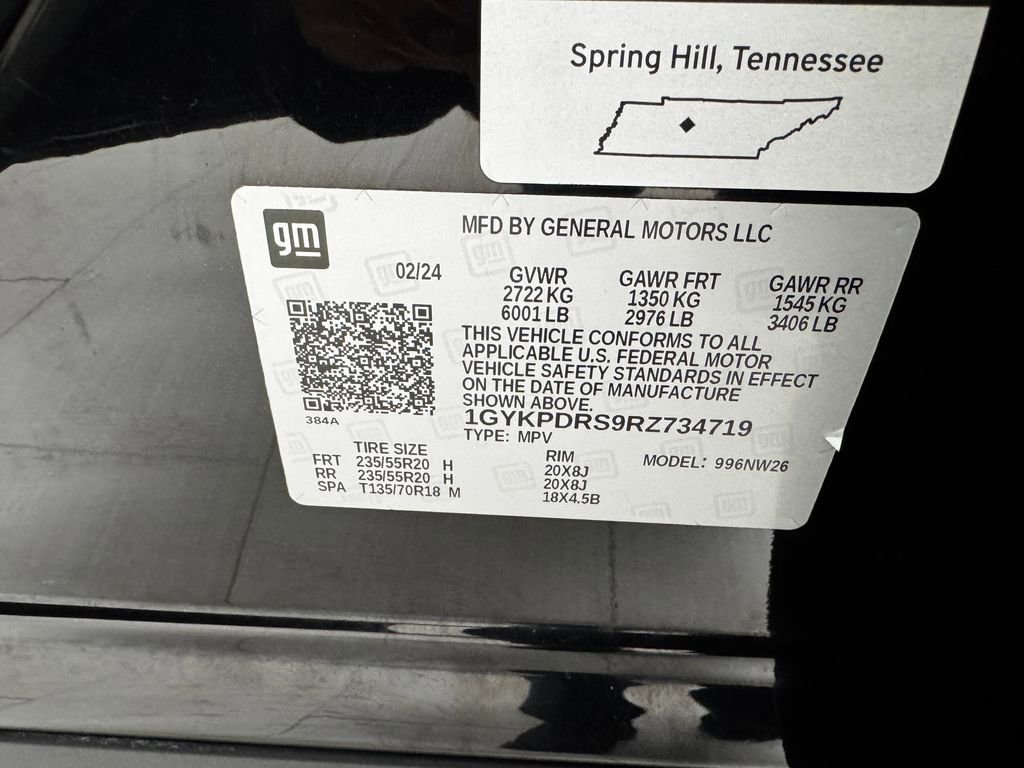 Spring Hill, Tennessee
gm
MFD BY GENERAL MOTORS LLC
02/24
GVWR GAWR FRT GAWR RR
2722 KG 1350 KG 1545 KG
6001 LB 2976 LB 3406 LB
THIS VEHICLE CONFORMS TO ALL
APPLICABLE U.S. FEDERAL MOTOR
VEHICLE SAFETY STANDARDS IN EFFECT
ON THE DATE OF MANUFACTURE
SHOWN ABOVE.
384A
1GYKPDRS9RZ734719
TYPE: MPV
TIRE SIZE RIM MODEL: 996NW26
FRT 235/55R20 H 20X8J
RR 235/55R20 H 20X8J
SPA T135/70R18 M 18X4.5B